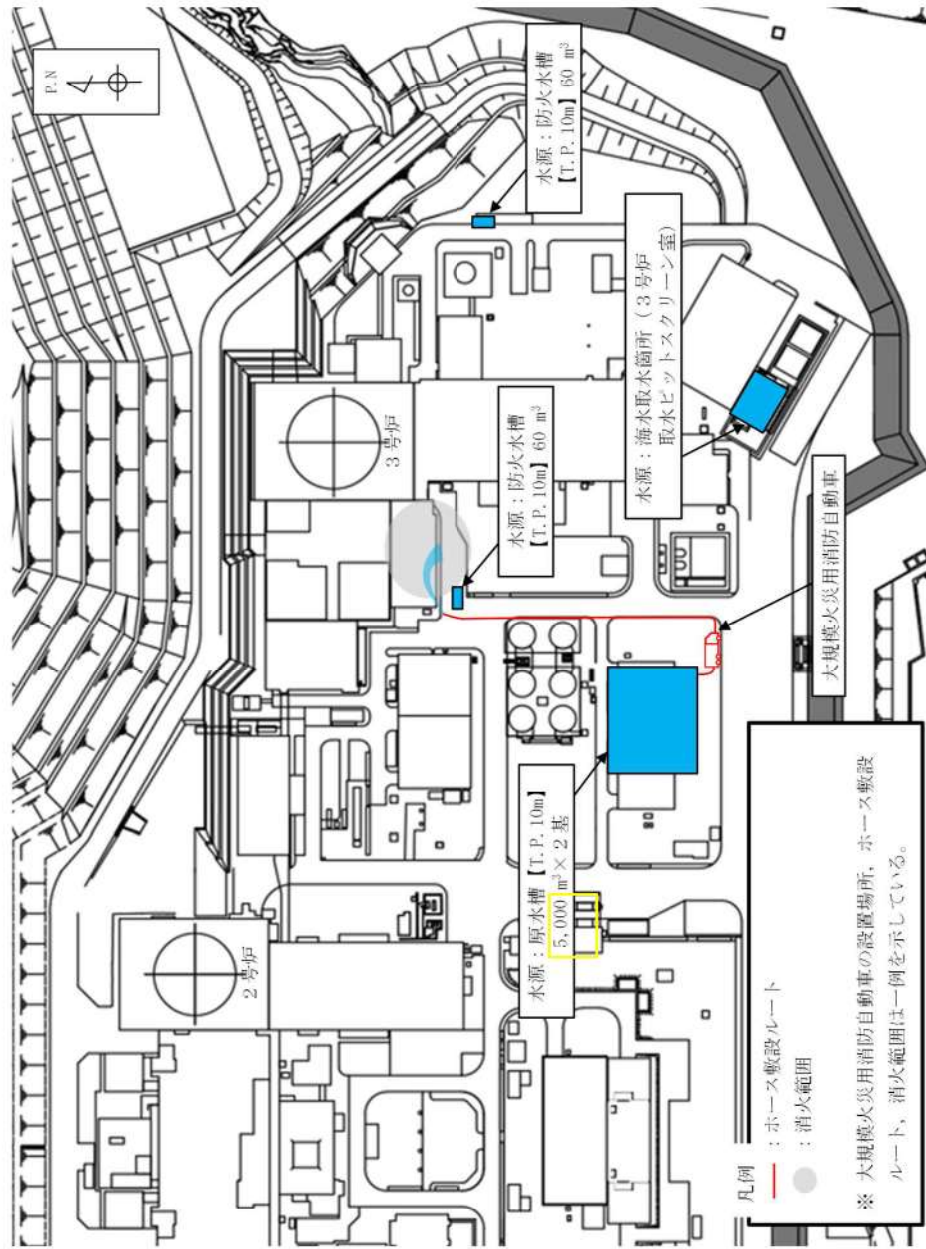 P.N
水源：防火水槽
【T.P.10m】60 m³
3号炉
水源：防火水槽
【T.P.10m】60 m³
水源：海水取水箇所（3号炉
取水ピットスクリーン室）
大規模火災用消防自動車
2号炉
水源：原水槽【T.P.10m】
5,000 m³×2基
凡例
：ホース敷設ルート
：消火範囲
※ 大規模火災用消防自動車の設置場所，ホース敷設
ルート，消火範囲は一例を示している。